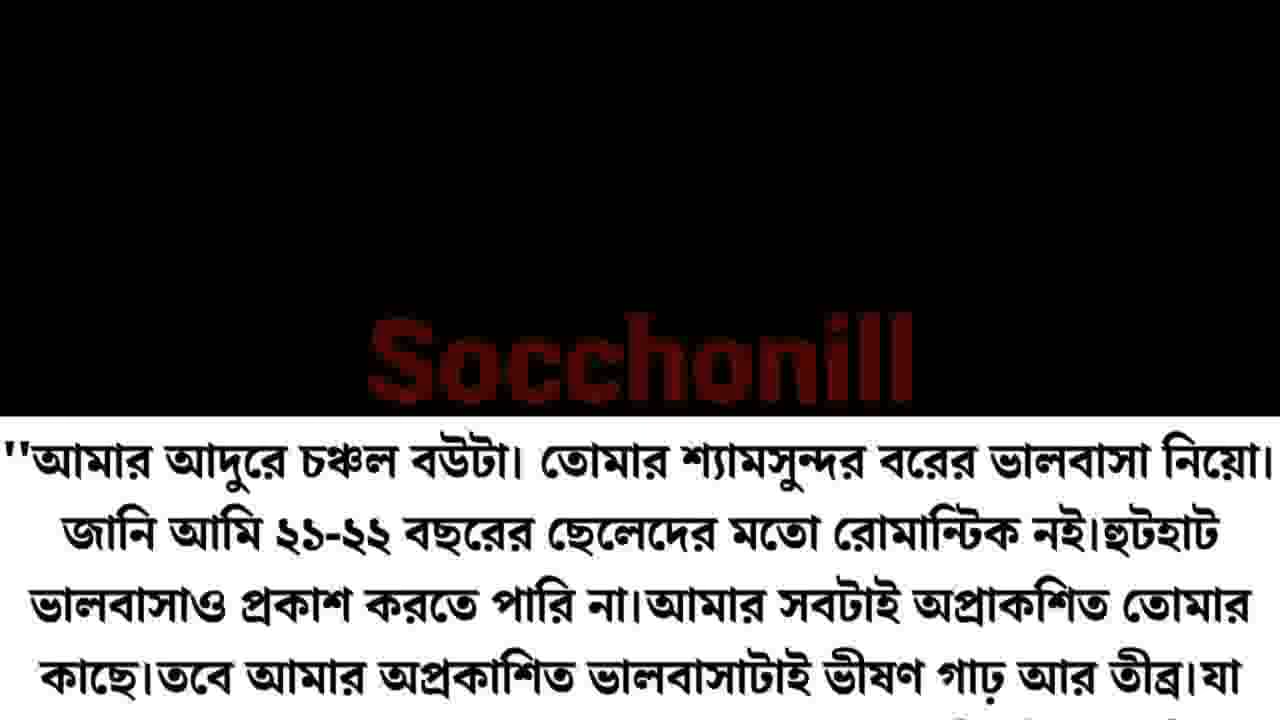 Socchonill
"আমার আদুরে চঞ্চল বউটা। তোমার শ্যামসুন্দর বরের ভালবাসা নিয়ো।
জানি আমি ২১-২২ বছরের ছেলেদের মতো রোমান্টিক নই।হুটহাট
ভালবাসাও প্রকাশ করতে পারি না।আমার সবটাই অপ্রাকশিত তোমার
কাছে।তবে আমার অপ্রকাশিত ভালবাসাটাই ভীষণ গাঢ় আর তীব্র।যা